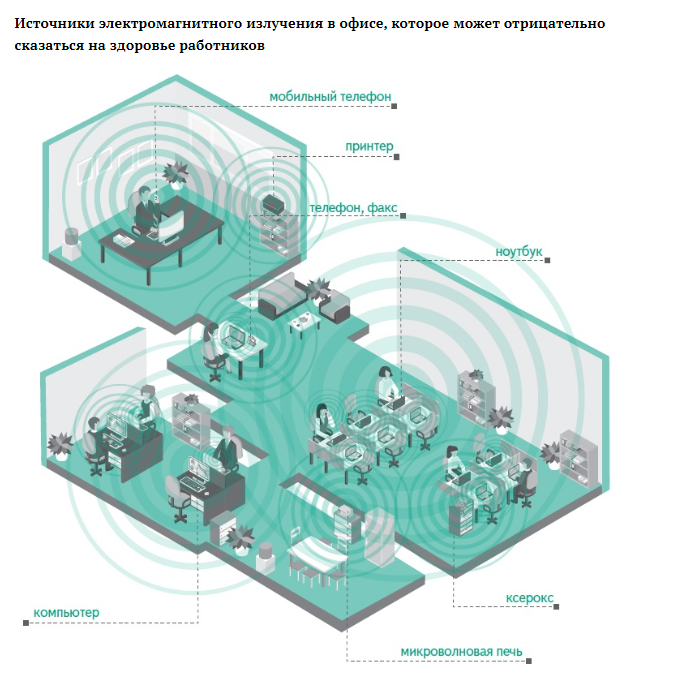 Источники электромагнитного излучения в офисе, которое может отрицательно
сказаться на здоровье работников
мобильный телефон
принтер
телефон, факс
ноутбук
компьютер
ксерокс
микроволновая печь